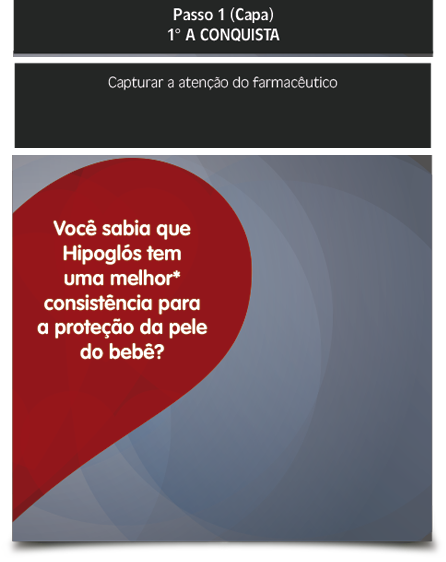 Passo 1 (Capa)
1° A CONQUISTA
Capturar a atenção do farmacêutico
Você sabia que
Hipoglós tem
uma melhor*
consistência para
a proteção da pele
do bebê?